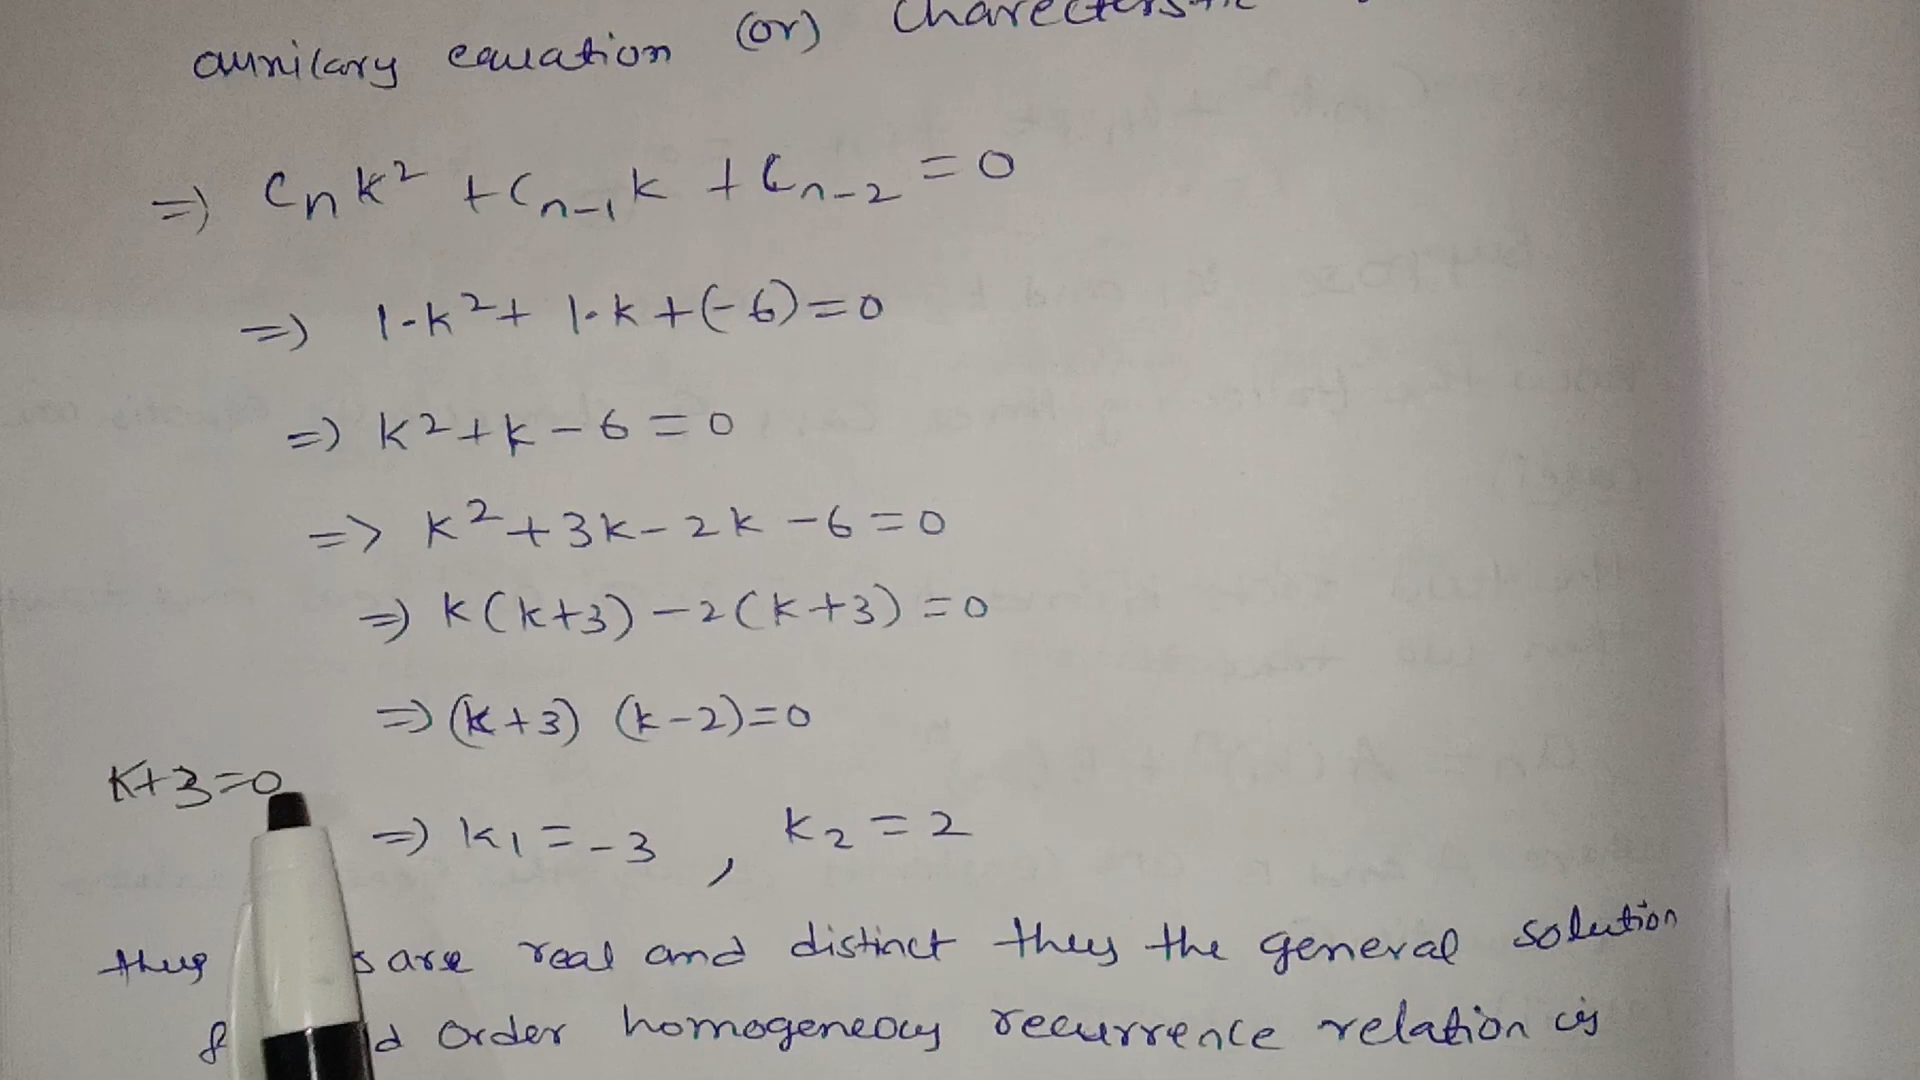 auxilary equation (or)
=> Cnk² + Cn-1k + Cn-2 = 0
=> 1·k² + 1·k + (-6) = 0
=> k² + k - 6 = 0
=> k² + 3k - 2k - 6 = 0
=> k(k+3) - 2(k+3) = 0
=> (k+3) (k-2) = 0
K+3=0
=> k1 = -3 , k2 = 2
thus are real and distinct thus the general solution
order homogeneous recurrence relation is